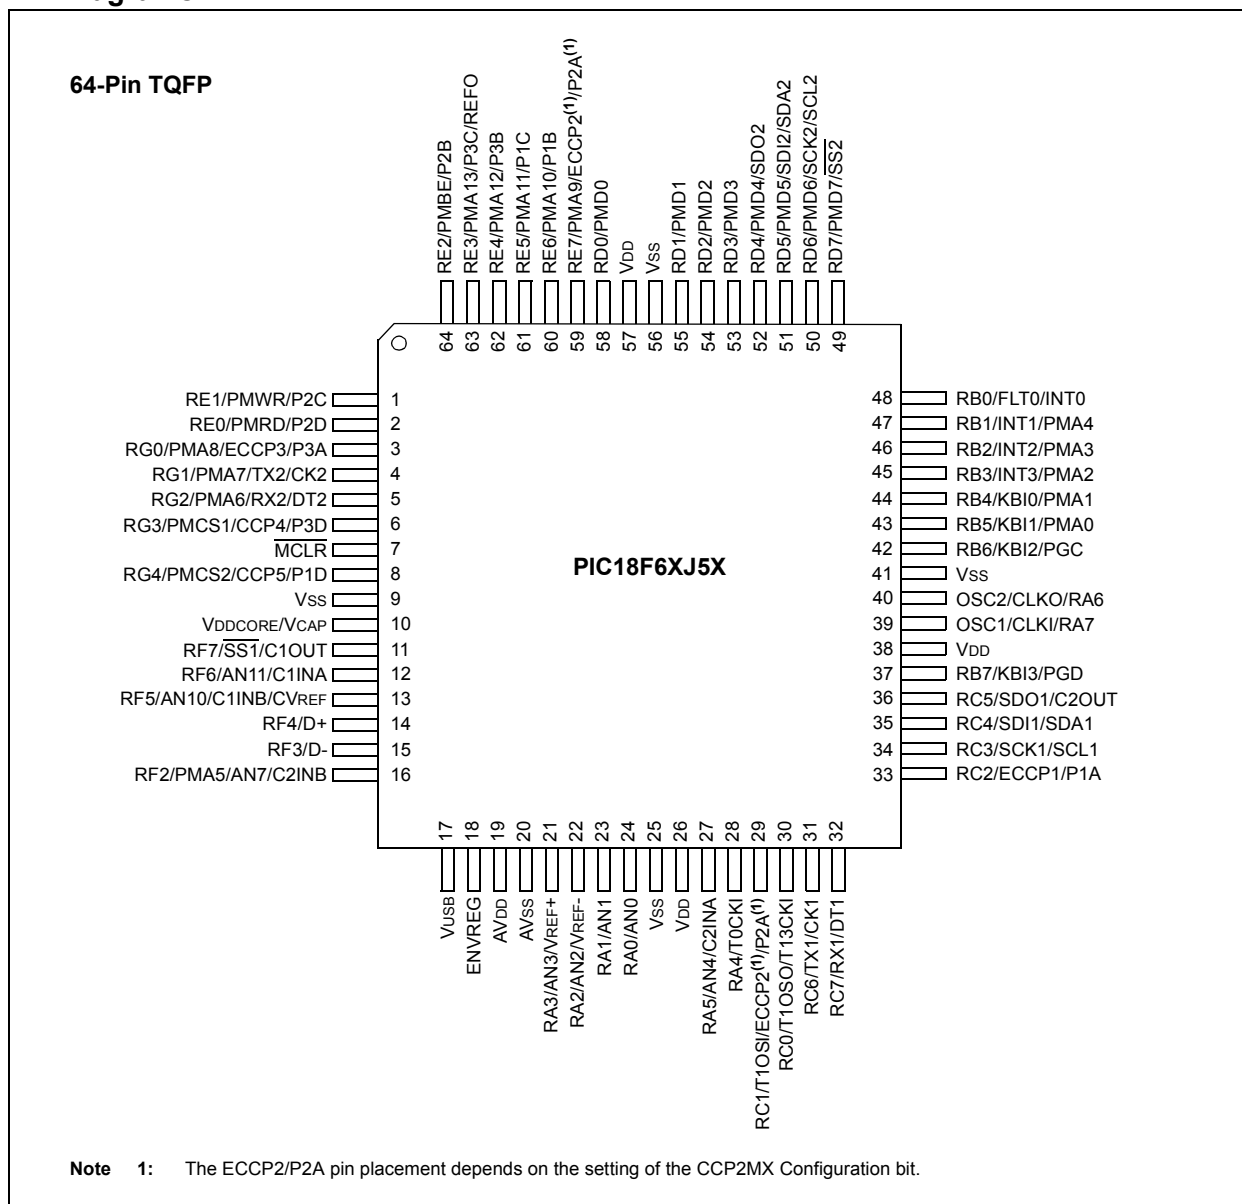 64-Pin TQFP
RE2/PMBE/P2B
RE3/PMA13/P3C/REFO
RE4/PMA12/P3B
RE5/PMA11/P1C
RE6/PMA10/P1B
RE7/PMA9/ECCP2(1)/P2A(1)
RD0/PMD0
VDD
VSS
RD1/PMD1
RD2/PMD2
RD3/PMD3
RD4/PMD4/SDO2
RD5/PMD5/SDI2/SDA2
RD6/PMD6/SCK2/SCL2
RD7/PMD7/S̅S̅2̅
64 63 62 61 60 59 58 57 56 55 54 53 52 51 50 49
RE1/PMWR/P2C 1
RE0/PMRD/P2D 2
RG0/PMA8/ECCP3/P3A 3
RG1/PMA7/TX2/CK2 4
RG2/PMA6/RX2/DT2 5
RG3/PMCS1/CCP4/P3D 6
M̅C̅L̅R̅ 7
RG4/PMCS2/CCP5/P1D 8
VSS 9
VDDCORE/VCAP 10
RF7/S̅S̅1̅/C1OUT 11
RF6/AN11/C1INA 12
RF5/AN10/C1INB/CVREF 13
RF4/D+ 14
RF3/D- 15
RF2/PMA5/AN7/C2INB 16
PIC18F6XJ5X
48 RB0/FLT0/INT0
47 RB1/INT1/PMA4
46 RB2/INT2/PMA3
45 RB3/INT3/PMA2
44 RB4/KBI0/PMA1
43 RB5/KBI1/PMA0
42 RB6/KBI2/PGC
41 VSS
40 OSC2/CLKO/RA6
39 OSC1/CLKI/RA7
38 VDD
37 RB7/KBI3/PGD
36 RC5/SDO1/C2OUT
35 RC4/SDI1/SDA1
34 RC3/SCK1/SCL1
33 RC2/ECCP1/P1A
17 18 19 20 21 22 23 24 25 26 27 28 29 30 31 32
VUSB
ENVREG
AVDD
AVSS
RA3/AN3/VREF+
RA2/AN2/VREF-
RA1/AN1
RA0/AN0
VSS
VDD
RA5/AN4/C2INA
RA4/T0CKI
RC1/T1OSI/ECCP2(1)/P2A(1)
RC0/T1OSO/T13CKI
RC6/TX1/CK1
RC7/RX1/DT1
Note 1: The ECCP2/P2A pin placement depends on the setting of the CCP2MX Configuration bit.